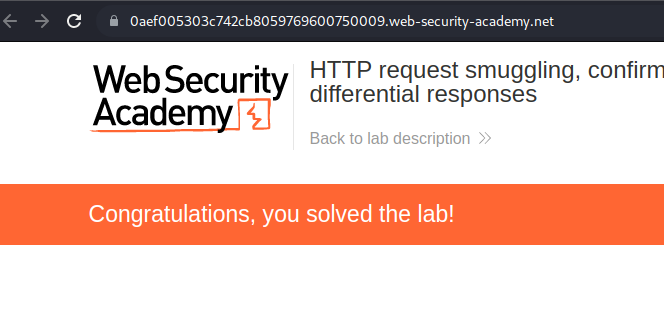 0aef005303c742cb8059769600750009.web-security-academy.net
Web Security
Academy
HTTP request smuggling, confirm
differential responses
Back to lab description
Congratulations, you solved the lab!